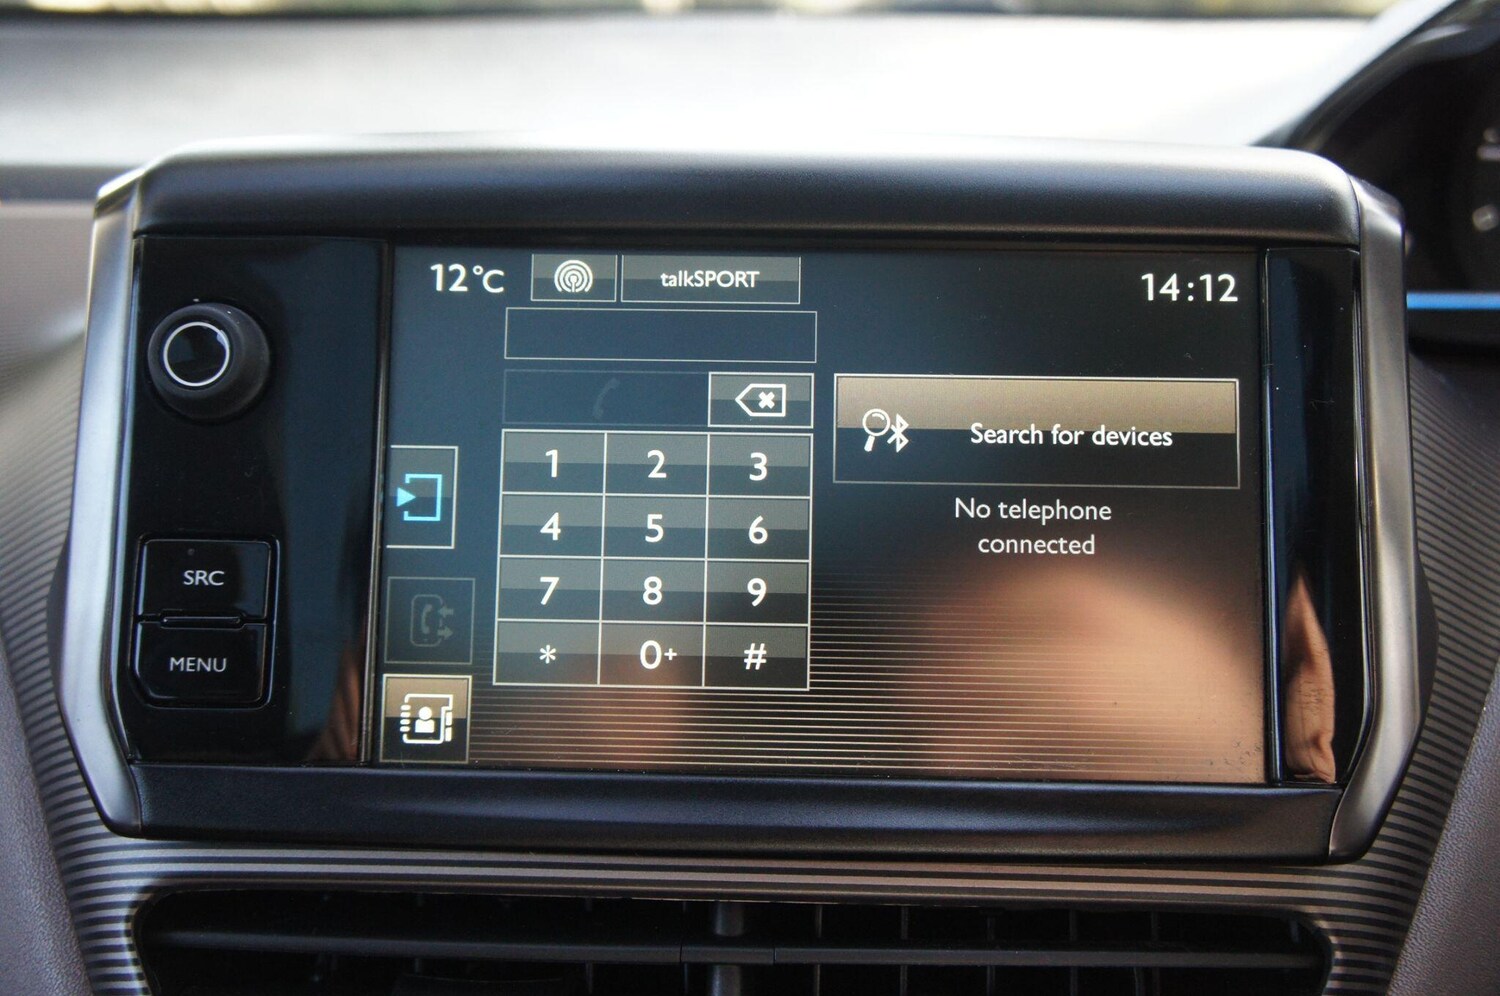 12°C talkSPORT 14:12
Search for devices
No telephone
connected
1 2 3
4 5 6
7 8 9
* 0+ #
SRC
MENU